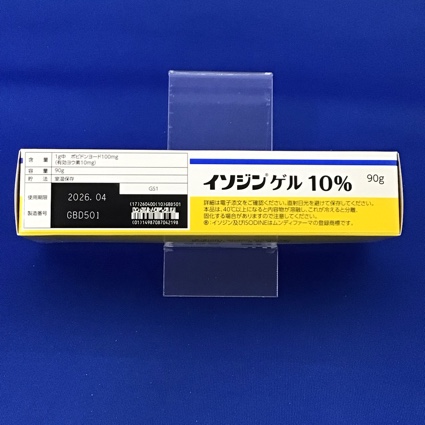 含 量 1g中 ポビドンヨード100mg
(有効ヨウ素10mg)
容 量 90g
貯 法 室温保存
使用期限 2026.04
製造番号 GBD501
GS1
(17)260400(10)GBD501
(01)14987087042198
イソジンゲル10% 90g
詳細は電子添文をご確認ください。直射日光を避けて保存してください。
本品は、40℃以上になると内容物が溶融し、これが冷えると分離、
固化する場合がありますので注意してください。
®:イソジン及びISODINEはムンディファーマの登録商標です。